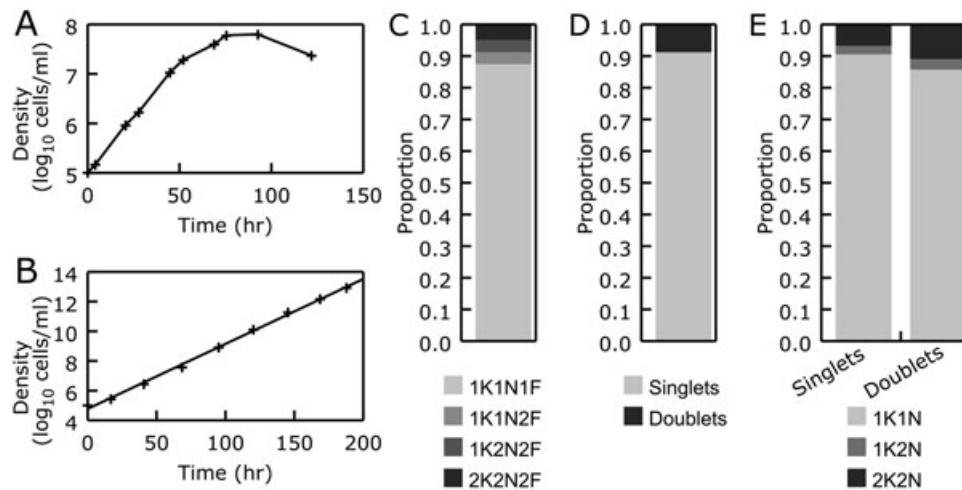 A
Density
(log10 cells/ml)
8
7
6
5
0
50
100
150
Time (hr)
B
Density
(log10 cells/ml)
14
12
10
8
6
4
0
50
100
150
200
Time (hr)
C
Proportion
1.0
0.9
0.8
0.7
0.6
0.5
0.4
0.3
0.2
0.1
0.0
1K1N1F
1K1N2F
1K2N2F
2K2N2F
D
Proportion
1.0
0.9
0.8
0.7
0.6
0.5
0.4
0.3
0.2
0.1
0.0
Singlets
Doublets
E
Proportion
1.0
0.9
0.8
0.7
0.6
0.5
0.4
0.3
0.2
0.1
0.0
Singlets
Doublets
1K1N
1K2N
2K2N